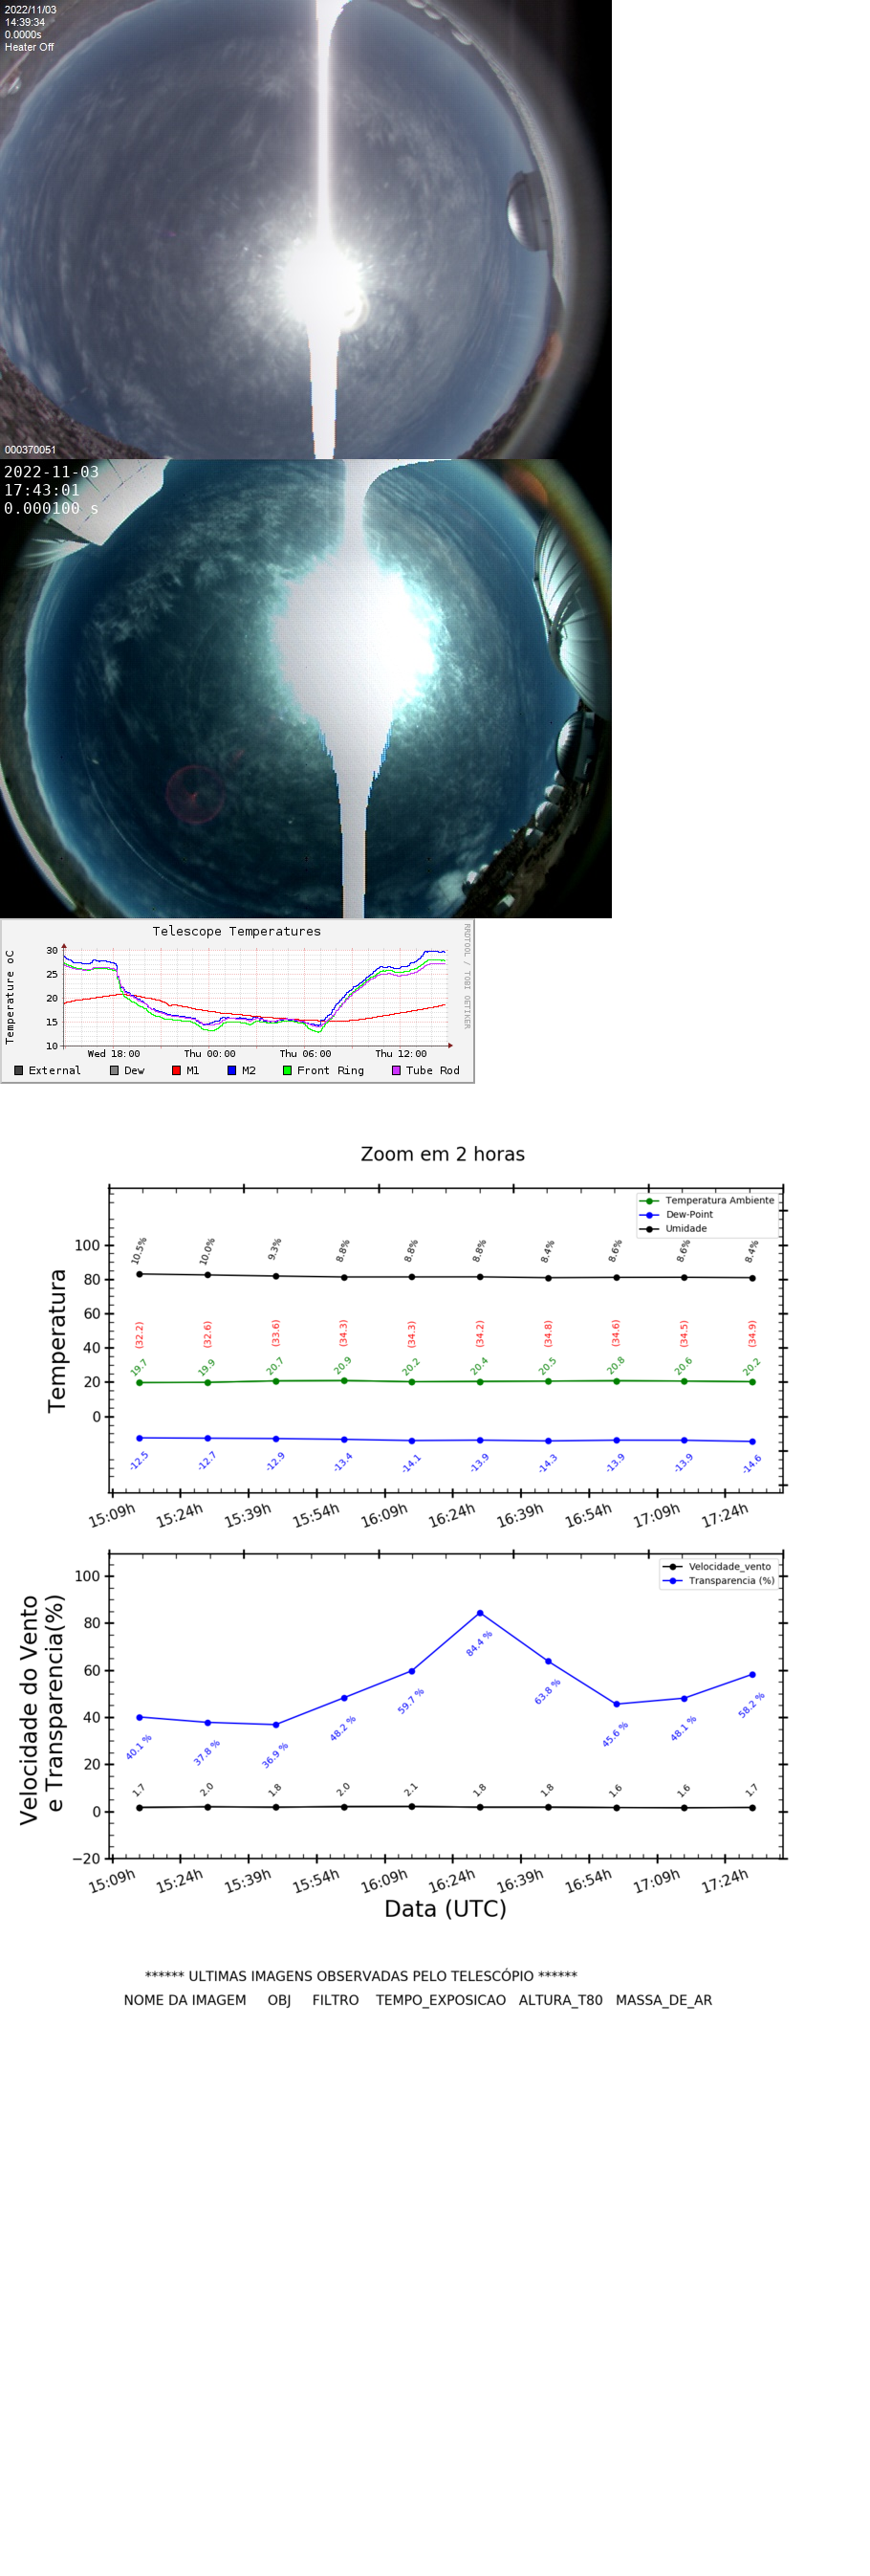 2022/11/03
14:39:34
0.0000s
Heater Off
000370051
2022-11-03
17:43:01
0.000100 s
Telescope Temperatures
RRDTOOL / TOBI OETIKER
Temperature oC
30
25
20
15
10
Wed 18:00 Thu 00:00 Thu 06:00 Thu 12:00
External Dew M1 M2 Front Ring Tube Rod
Zoom em 2 horas
Temperatura Ambiente
Dew-Point
Umidade
Temperatura
100
80
60
40
20
0
10.5% 10.0% 9.3% 8.8% 8.8% 8.8% 8.4% 8.6% 8.6% 8.4%
(32.2) (32.6) (33.6) (34.3) (34.3) (34.2) (34.8) (34.6) (34.5) (34.9)
19.7 19.9 20.7 20.9 20.2 20.4 20.5 20.8 20.6 20.2
-12.5 -12.7 -12.9 -13.4 -14.1 -13.9 -14.3 -13.9 -13.9 -14.6
15:09h 15:24h 15:39h 15:54h 16:09h 16:24h 16:39h 16:54h 17:09h 17:24h
Velocidade_vento
Transparencia (%)
Velocidade do Vento
e Transparencia(%)
100
80
60
40
20
0
−20
40.1 % 37.8 % 36.9 % 48.2 % 59.7 % 84.4 % 63.8 % 45.6 % 48.1 % 58.2 %
1.7 2.0 1.8 2.0 2.1 1.8 1.8 1.6 1.6 1.7
15:09h 15:24h 15:39h 15:54h 16:09h 16:24h 16:39h 16:54h 17:09h 17:24h
Data (UTC)
****** ULTIMAS IMAGENS OBSERVADAS PELO TELESCÓPIO ******
NOME DA IMAGEM OBJ FILTRO TEMPO_EXPOSICAO ALTURA_T80 MASSA_DE_AR